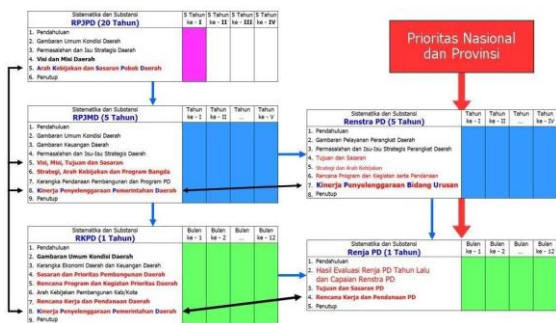 Sistematika dan Substansi
RPJPD (20 Tahun)
5 Tahun ke - I
5 Tahun ke - II
5 Tahun ke - III
5 Tahun ke - IV
1. Pendahuluan
2. Gambaran Umum Kondisi Daerah
3. Permasalahan dan Isu Strategis Daerah
4. Visi dan Misi Daerah
5. Arah Kebijakan dan Sasaran Pokok Daerah
6. Penutup
Prioritas Nasional
dan Provinsi
Sistematika dan Substansi
RPJMD (5 Tahun)
Tahun ke - I
Tahun ke - II
Tahun ...
Tahun ke - V
1. Pendahuluan
2. Gambaran Umum Kondisi Daerah
3. Gambaran Keuangan Daerah
4. Permasalahan dan Isu-Isu Strategis Daerah
5. Visi, Misi, Tujuan dan Sasaran
6. Strategi, Arah Kebijakan dan Program Bangda
7. Kerangka Pendanaan Pembangunan dan Program PD
8. Kinerja Penyelenggaraan Pemerintahan Daerah
9. Penutup
Sistematika dan Substansi
Renstra PD (5 Tahun)
Tahun ke - I
Tahun ke - II
Tahun ...
Tahun ke - IV
1. Pendahuluan
2. Gambaran Pelayanan Perangkat Daerah
3. Permasalahan dan Isu-Isu Strategis Perangkat Daerah
4. Tujuan dan Sasaran
5. Strategi dan Arah Kebijakan
6. Rencana Program dan Kegiatan serta Pendanaan
7. Kinerja Penyelenggaraan Bidang Urusan
8. Penutup
Sistematika dan Substansi
RKPD (1 Tahun)
Bulan ke - 1
Bulan ke - 2
Bulan ...
Bulan ke - 12
1. Pendahuluan
2. Gambaran Umum Kondisi Daerah
3. Kerangka Ekonomi Daerah dan Keuangan Daerah
4. Sasaran dan Prioritas Pembangunan Daerah
5. Rencana Program dan Kegiatan Prioritas Daerah
6. Arah Kebijakan Pembangunan Kab/Kota
7. Rencana Kerja dan Pendanaan Daerah
8. Kinerja Penyelenggaraan Pemerintahan Daerah
9. Penutup
Sistematika dan Substansi
Renja PD (1 Tahun)
Bulan ke - 1
Bulan ke - 2
Bulan ...
Bulan ke - 12
1. Pendahuluan
2. Hasil Evaluasi Renja PD Tahun Lalu
dan Capaian Renstra PD
3. Tujuan dan Sasaran PD
4. Rencana Kerja dan Pendanaan PD
5. Penutup